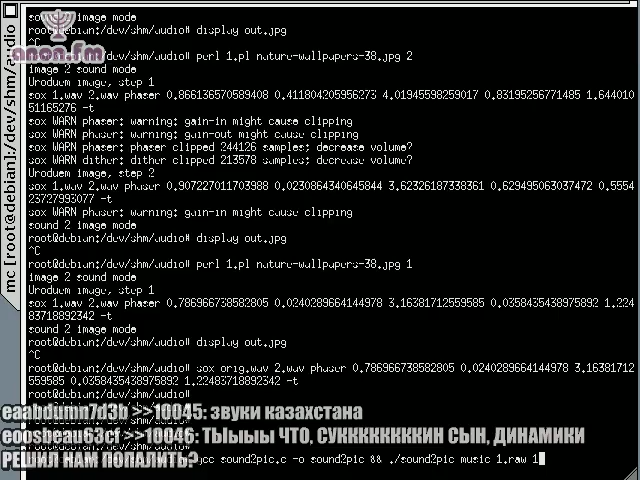 sound 2 image mode
root@debian:/dev/shm/audio# display out.jpg
^C
anon.fm
root@debian:/dev/shm/audio# perl 1.pl nature-wallpapers-38.jpg 2
image 2 sound mode
Uroduem image, step 1
sox 1.wav 2.wav phaser 0.866136570589408 0.411804205956273 4.01945598259017 0.83195256771485 1.644010
51165276 -t
sox WARN phaser: warning: gain-in might cause clipping
sox WARN phaser: warning: gain-out might cause clipping
sox WARN phaser: phaser clipped 244126 samples; decrease volume?
sox WARN dither: dither clipped 213578 samples; decrease volume?
Uroduem image, step 2
sox 1.wav 2.wav phaser 0.907227011703988 0.0230864340645844 3.62326187338361 0.629495063037472 0.5554
23727993077 -t
sox WARN phaser: warning: gain-in might cause clipping
sound 2 image mode
root@debian:/dev/shm/audio# display out.jpg
^C
root@debian:/dev/shm/audio# perl 1.pl nature-wallpapers-38.jpg 1
image 2 sound mode
Uroduem image, step 1
sox 1.wav 2.wav phaser 0.786966738582805 0.0240289664144978 3.16381712559585 0.0358435438975892 1.224
83718892342 -t
sound 2 image mode
root@debian:/dev/shm/audio# display out.jpg
^C
root@debian:/dev/shm/audio# sox orig.wav 2.wav phaser 0.786966738582805 0.0240289664144978 3.16381712
559585 0.0358435438975892 1.22483718892342 -t
root@debian:/dev/shm/audio#
mc [root@debian]:/dev/shm/audio
eaabdumn7d3b >>10045: звуки казахстана
eoosbeau63cf >>10046: ТЫыыы ЧТО, СУККККККККИН СЫН, ДИНАМИКИ
РЕШИЛ НАМ ПОПАЛИТЬ?
gcc sound2pic.c -o sound2pic && ./sound2pic music 1.raw 1